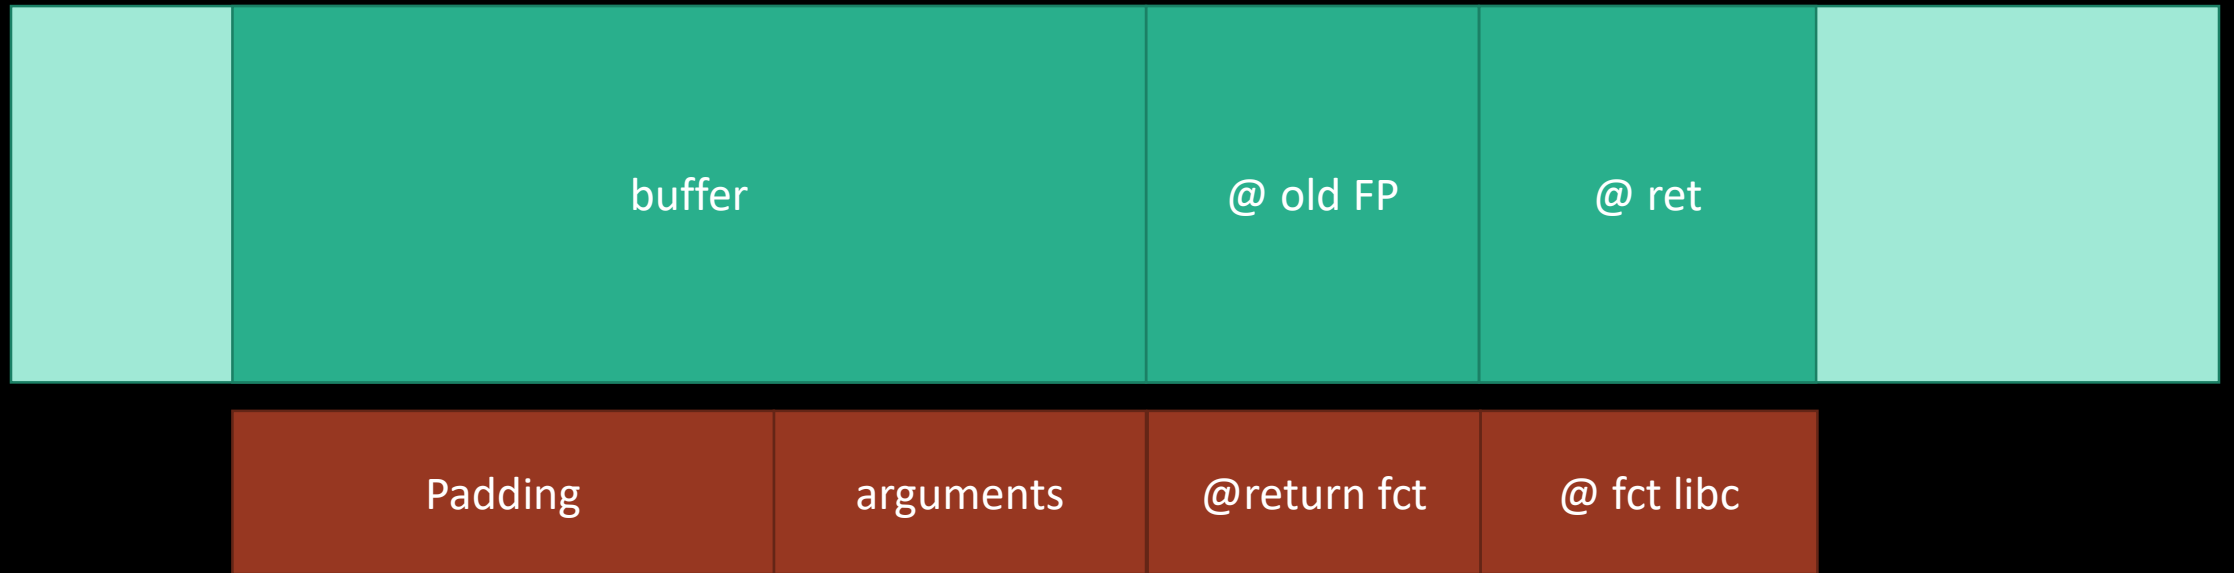 buffer
@ old FP
@ ret
Padding
arguments
@return fct
@ fct libc